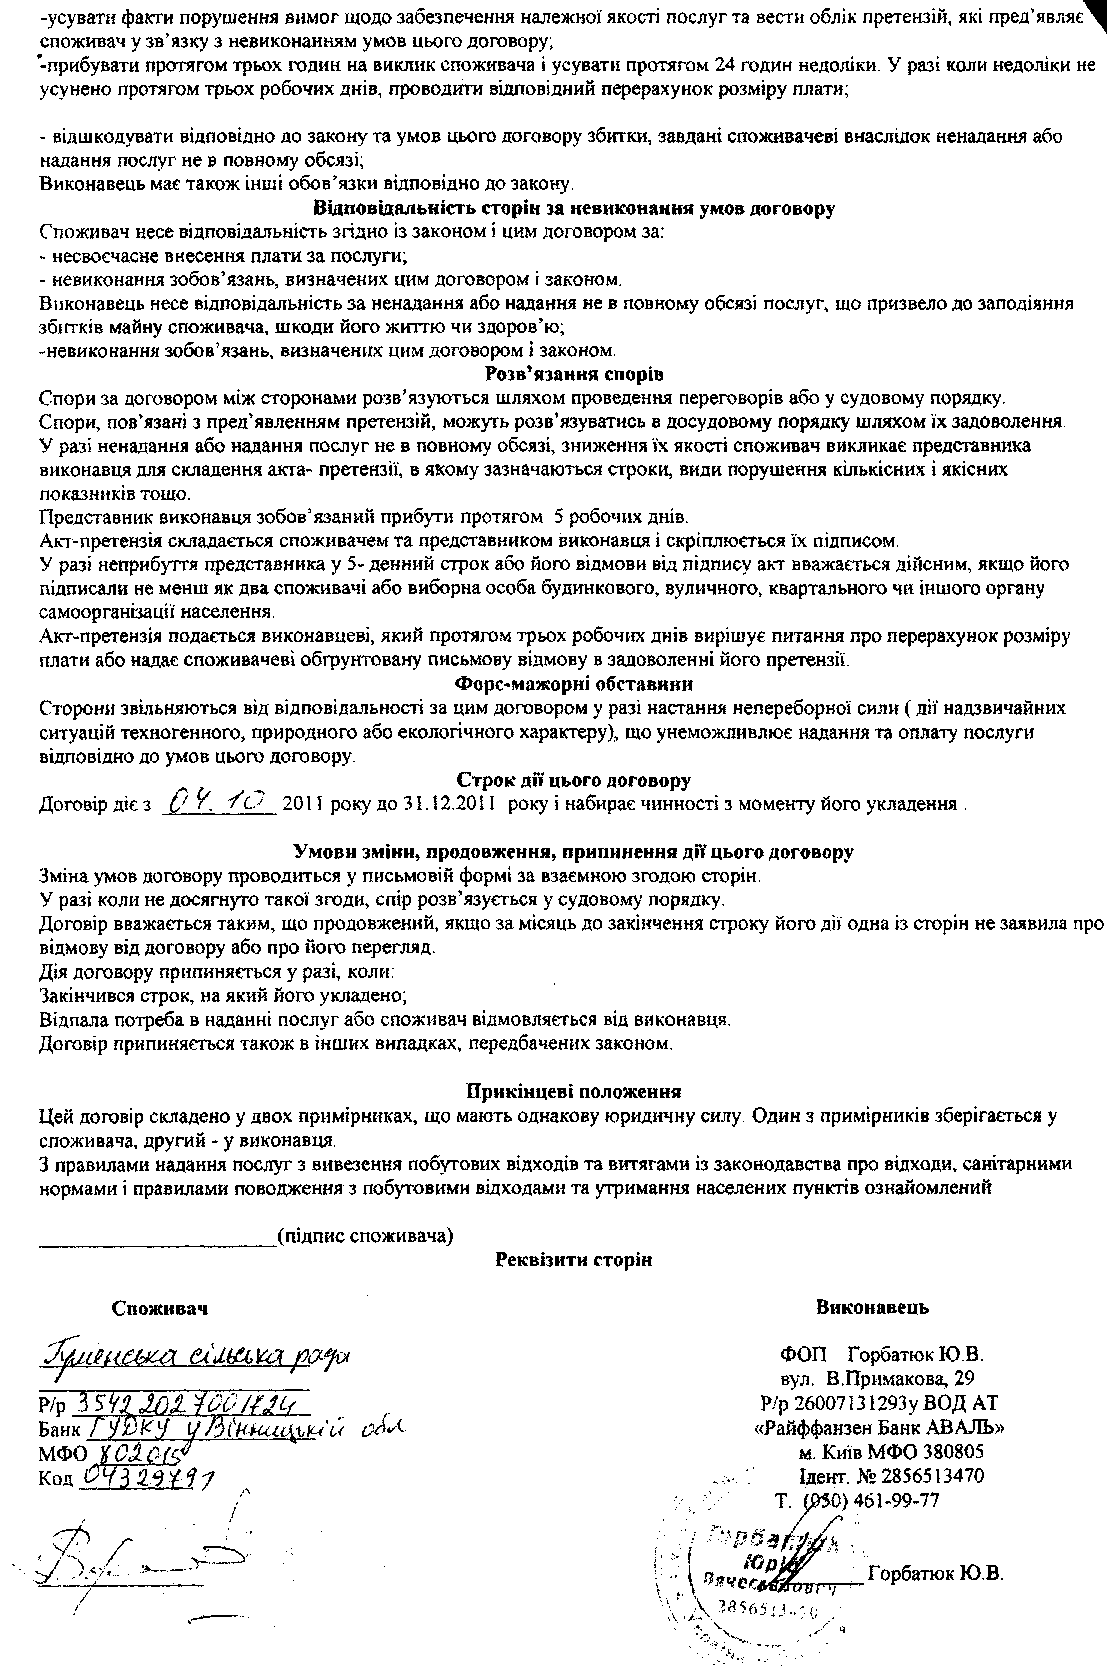 -усувати факти порушення вимог щодо забезпечення належної якості послуг та вести облік претензій, які пред’являє
споживач у зв’язку з невиконанням умов цього договору;
-прибувати протягом трьох годин на виклик споживача і усувати протягом 24 годин недоліки. У разі коли недоліки не
усунено протягом трьох робочих днів, проводити відповідний перерахунок розміру плати;
- відшкодувати відповідно до закону та умов цього договору збитки, завдані споживачеві внаслідок ненадання або
надання послуг не в повному обсязі;
Виконавець має також інші обов’язки відповідно до закону.
Відповідальність сторін за невиконання умов договору
Споживач несе відповідальність згідно із законом і цим договором за:
- несвоєчасне внесення плати за послуги;
- невиконання зобов’язань, визначених цим договором і законом.
Виконавець несе відповідальність за ненадання або надання не в повному обсязі послуг, що призвело до заподіяння
збитків майну споживача, шкоди його життю чи здоров’ю;
-невиконання зобов’язань, визначених цим договором і законом.
Розв’язання спорів
Спори за договором між сторонами розв’язуються шляхом проведення переговорів або у судовому порядку.
Спори, пов’язані з пред’явленням претензій, можуть розв’язуватись в досудовому порядку шляхом їх задоволення.
У разі ненадання або надання послуг не в повному обсязі, зниження їх якості споживач викликає представника
виконавця для складення акта- претензії, в якому зазначаються строки, види порушення кількісних і якісних
показників тощо.
Представник виконавця зобов’язаний прибути протягом 5 робочих днів.
Акт-претензія складається споживачем та представником виконавця і скріплюється їх підписом.
У разі неприбуття представника у 5- денний строк або його відмови від підпису акт вважається дійсним, якщо його
підписали не менш як два споживачі або виборна особа будинкового, вуличного, квартального чи іншого органу
самоорганізації населення.
Акт-претензія подається виконавцеві, який протягом трьох робочих днів вирішує питання про перерахунок розміру
плати або надає споживачеві обґрунтовану письмову відмову в задоволенні його претензії.
Форс-мажорні обставини
Сторони звільняються від відповідальності за цим договором у разі настання непереборної сили ( дії надзвичайних
ситуацій техногенного, природного або екологічного характеру), що унеможливлює надання та оплату послуги
відповідно до умов цього договору.
Строк дії цього договору
Договір діє з 04. 10 2011 року до 31.12.2011 року і набирає чинності з моменту його укладення .
Умови зміни, продовження, припинення дії цього договору
Зміна умов договору проводиться у письмовій формі за взаємною згодою сторін.
У разі коли не досягнуто такої згоди, спір розв’язується у судовому порядку.
Договір вважається таким, що продовжений, якщо за місяць до закінчення строку його дії одна із сторін не заявила про
відмову від договору або про його перегляд.
Дія договору припиняється у разі, коли:
Закінчився строк, на який його укладено;
Відпала потреба в наданні послуг або споживач відмовляється від виконавця.
Договір припиняється також в інших випадках, передбачених законом.
Прикінцеві положення
Цей договір складено у двох примірниках, що мають однакову юридичну силу. Один з примірників зберігається у
споживача, другий - у виконавця.
З правилами надання послуг з вивезення побутових відходів та витягами із законодавства про відходи, санітарними
нормами і правилами поводження з побутовими відходами та утримання населених пунктів ознайомлений
(підпис споживача)
Реквізити сторін
Споживач
Гуменська сільська рада
Р/р 35422027001724
Банк ГУДКУ у Вінницькій обл
МФО 802015
Код 04329791
Виконавець
ФОП Горбатюк Ю.В.
вул. В.Примакова, 29
Р/р 26007131293у ВОД АТ
«Райффанзен Банк АВАЛЬ»
м. Київ МФО 380805
Ідент. № 2856513470
Т. (050) 461-99-77
Горбатюк
Юрій
Вячеславович
2856513470
Горбатюк Ю.В.